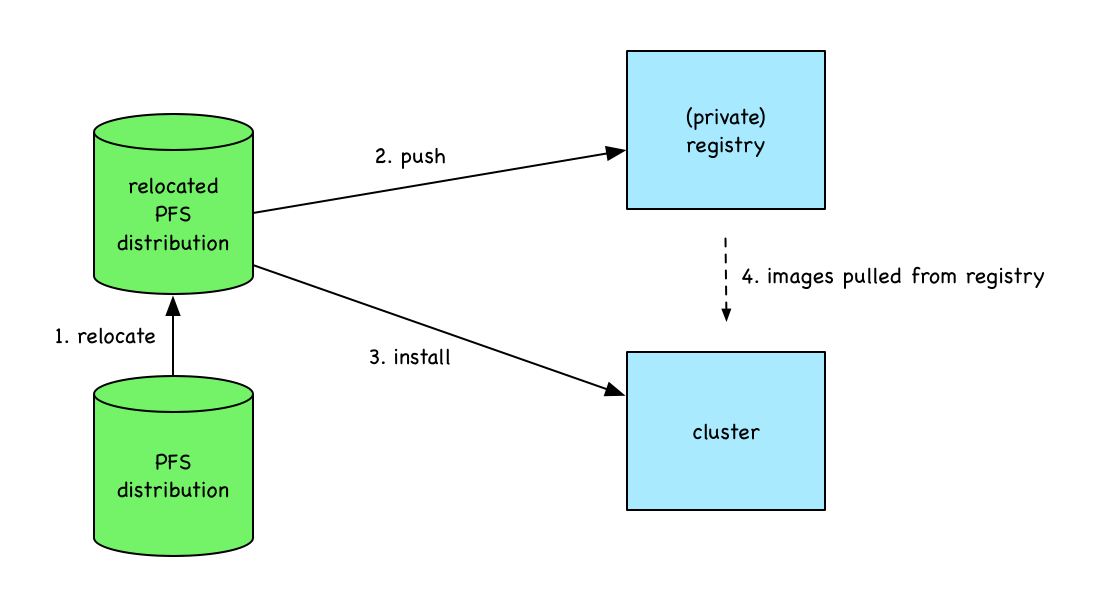 (private)
registry
2. push
relocated
PFS
distribution
4. images pulled from registry
1. relocate
3. install
cluster
PFS
distribution